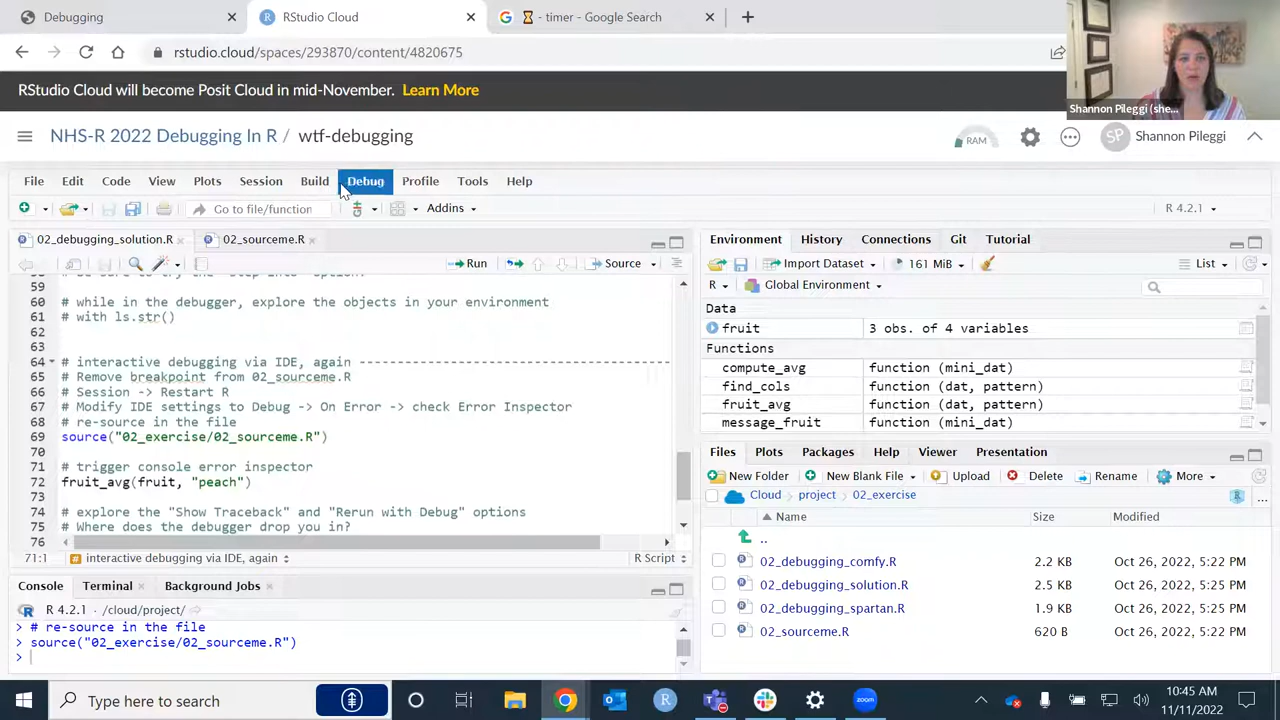 Debugging
RStudio Cloud
- timer - Google Search
rstudio.cloud/spaces/293870/content/4820675
RStudio Cloud will become Posit Cloud in mid-November. Learn More
Shannon Pileggi (she...
NHS-R 2022 Debugging In R / wtf-debugging
RAM
SP
Shannon Pileggi
File Edit Code View Plots Session Build Debug Profile Tools Help
Go to file/function
Addins
R 4.2.1
02_debugging_solution.R
02_sourceme.R
Run
Source
59
60 # while in the debugger, explore the objects in your environment
61 # with ls.str()
62
63
64 # interactive debugging via IDE, again ----------------------------------------
65 # Remove breakpoint from 02_sourceme.R
66 # Session -> Restart R
67 # Modify IDE settings to Debug -> On Error -> check Error Inspector
68 # re-source in the file
69 source("02_exercise/02_sourceme.R")
70
71 # trigger console error inspector
72 fruit_avg(fruit, "peach")
73
74 # explore the "Show Traceback" and "Rerun with Debug" options
75 # Where does the debugger drop you in?
76
71:1 # interactive debugging via IDE, again
R Script
Console Terminal Background Jobs
R 4.2.1 · /cloud/project/
> # re-source in the file
> source("02_exercise/02_sourceme.R")
>
Environment History Connections Git Tutorial
Import Dataset
161 MiB
List
R
Global Environment
Data
fruit 3 obs. of 4 variables
Functions
compute_avg function (mini_dat)
find_cols function (dat, pattern)
fruit_avg function (dat, pattern)
message_fruit function (mini_dat)
Files Plots Packages Help Viewer Presentation
New Folder New Blank File Upload Delete Rename More
Cloud project 02_exercise
...
Name Size Modified
..
02_debugging_comfy.R 2.2 KB Oct 26, 2022, 5:22 PM
02_debugging_solution.R 2.5 KB Oct 26, 2022, 5:25 PM
02_debugging_spartan.R 1.9 KB Oct 26, 2022, 5:25 PM
02_sourceme.R 620 B Oct 26, 2022, 5:22 PM
Type here to search
zoom
10:45 AM
11/11/2022